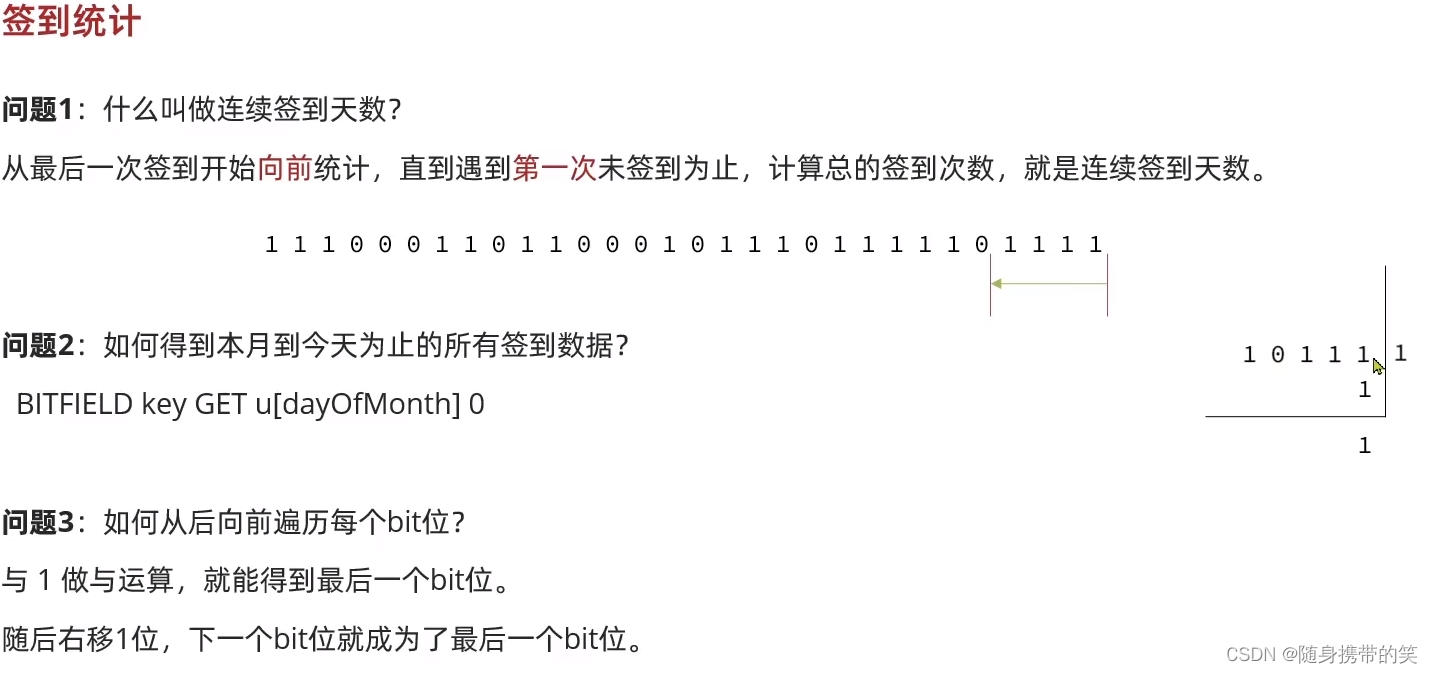 签到统计
问题1：什么叫做连续签到天数？
从最后一次签到开始向前统计，直到遇到第一次未签到为止，计算总的签到次数，就是连续签到天数。
1 1 1 0 0 0 1 1 0 1 1 0 0 0 1 0 1 1 1 0 1 1 1 1 1 0 1 1 1 1
问题2：如何得到本月到今天为止的所有签到数据？
1 0 1 1 1 1
1
BITFIELD key GET u[dayOfMonth] 0
1
问题3：如何从后向前遍历每个bit位？
与 1 做与运算，就能得到最后一个bit位。
随后右移1位，下一个bit位就成为了最后一个bit位。
CSDN @随身携带的笑